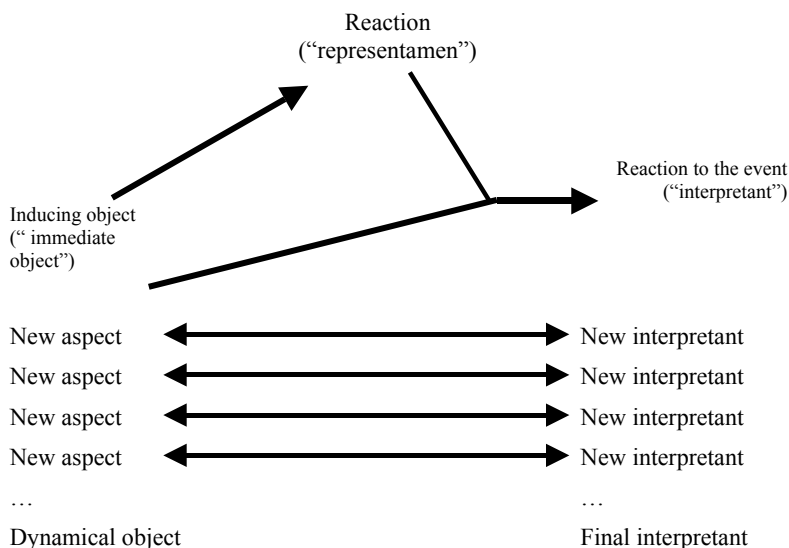 Reaction
(“representamen”)
Reaction to the event
(“interpretant”)
Inducing object
(“ immediate
object”)
New aspect New interpretant
New aspect New interpretant
New aspect New interpretant
New aspect New interpretant
… …
Dynamical object Final interpretant